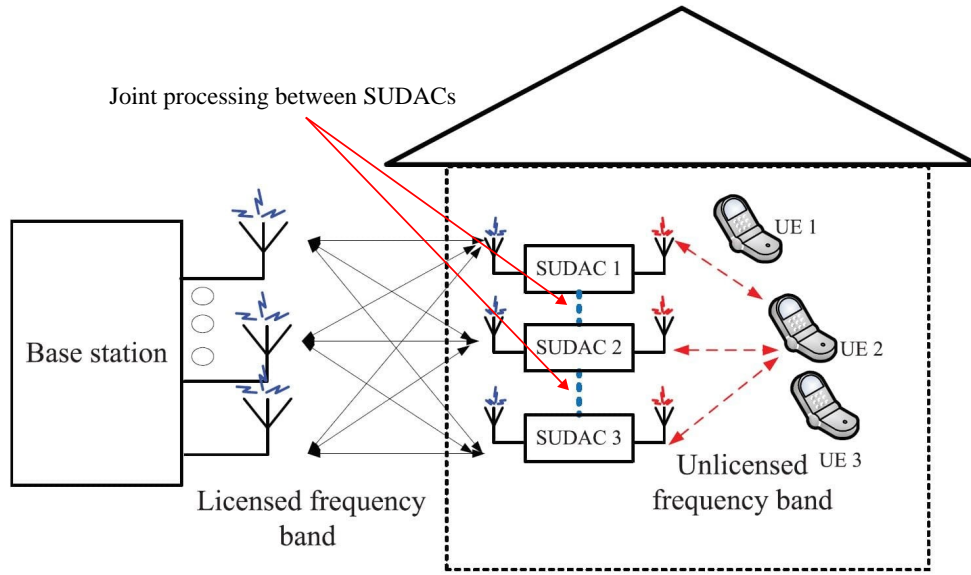 Joint processing between SUDACs
Base station
SUDAC 1
SUDAC 2
SUDAC 3
UE 1
UE 2
UE 3
Licensed frequency
band
Unlicensed
frequency band